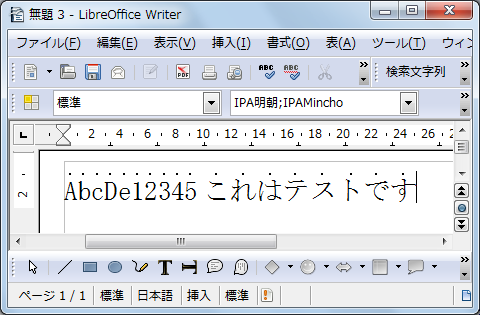 無題 3 - LibreOffice Writer
ファイル(F) 編集(E) 表示(V) 挿入(I) 書式(O) 表(A) ツール(T) ウィン
PDF ABC ABC 検索文字列
標準 IPA明朝;IPAMincho
2 4 6 8 10 12 14 16 18 20 22 24 26
AbcDe12345 これはテストです
2
T
ページ 1 / 1 標準 日本語 挿入 標準